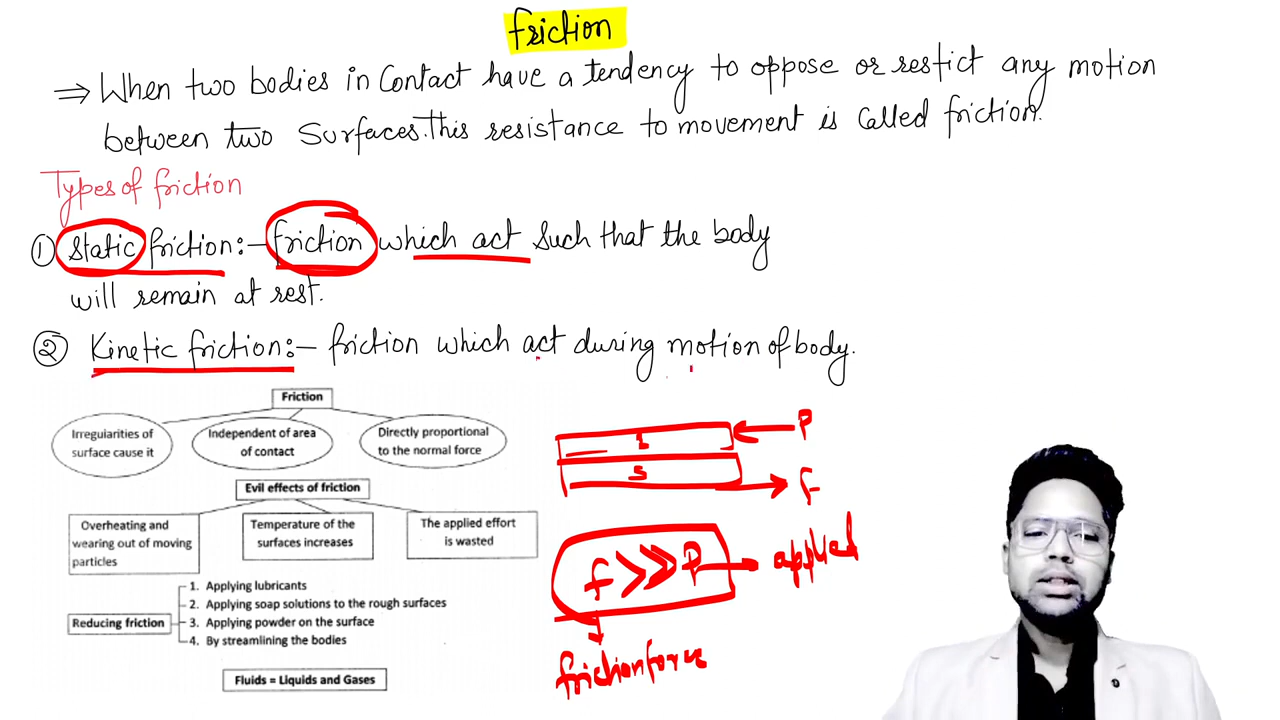 friction
⇒ When two bodies in Contact have a tendency to oppose or restict any motion
between two Surfaces. This resistance to movement is called friction.
Types of friction
① Static friction:- friction which act Such that the body
will remain at rest.
② Kinetic friction:- friction which act during motion of body.
Friction
Irregularities of
surface cause it
Independent of area
of contact
Directly proportional
to the normal force
Evil effects of friction
Overheating and
wearing out of moving
particles
Temperature of the
surfaces increases
The applied effort
is wasted
Reducing friction
1. Applying lubricants
2. Applying soap solutions to the rough surfaces
3. Applying powder on the surface
4. By streamlining the bodies
Fluids = Liquids and Gases
P
F
f >>> P → applied
friction force